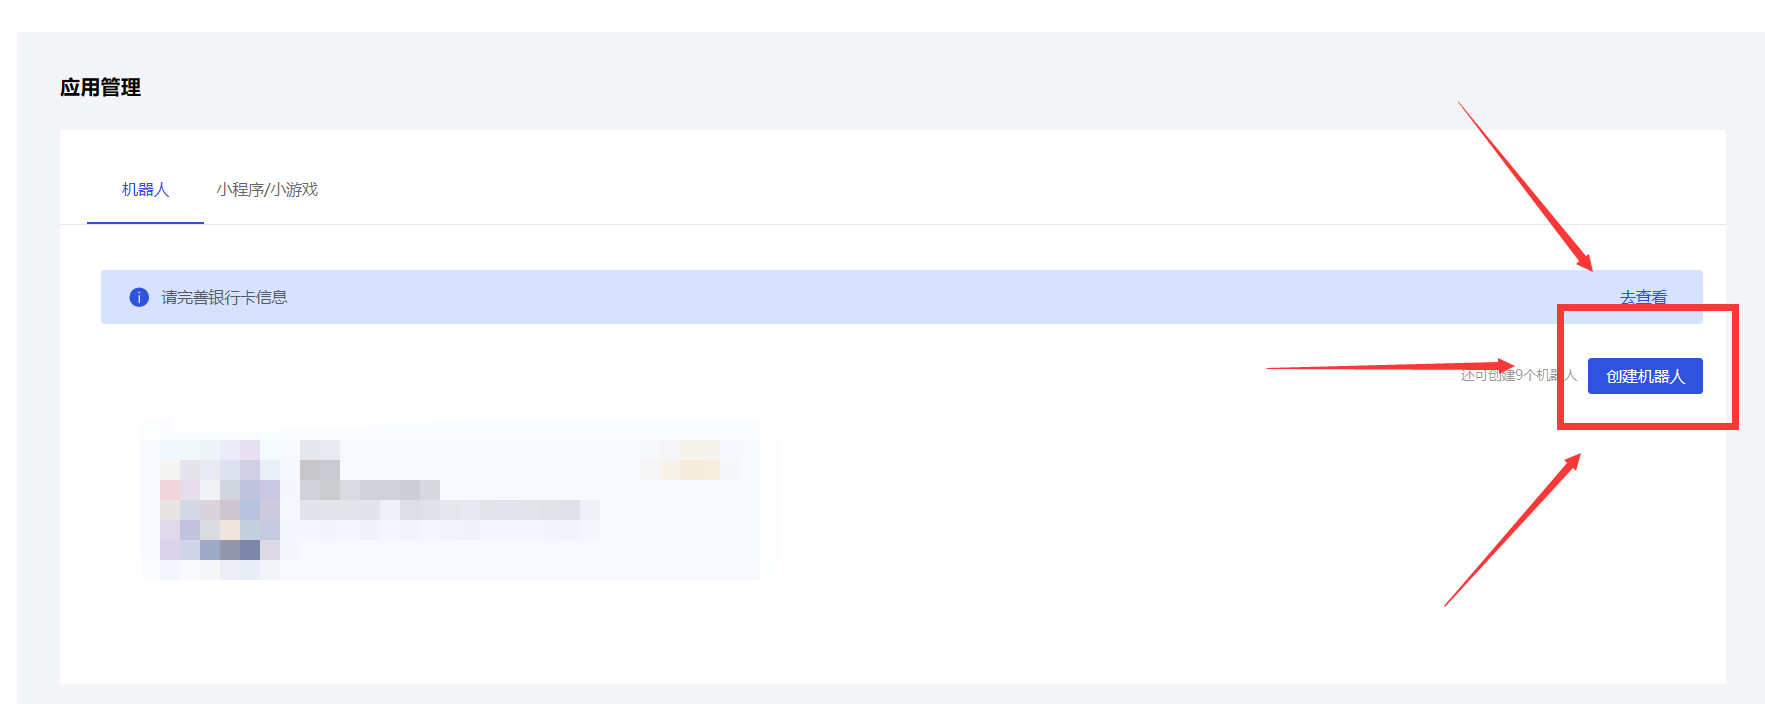 应用管理
机器人 小程序/小游戏
请完善银行卡信息 去查看
还可创建9个机器人 创建机器人